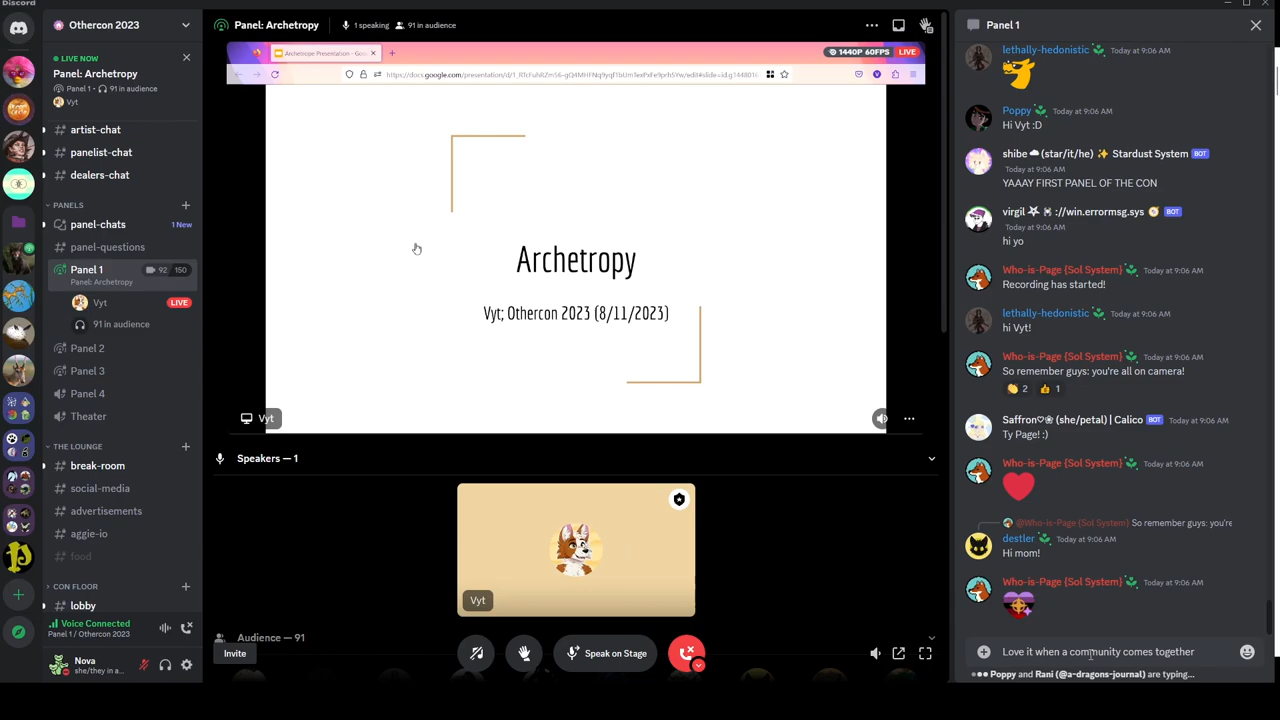 Discord
Othercon 2023
LIVE NOW
Panel: Archetropy
Panel 1 • 91 in audience
Vyt
artist-chat
panelist-chat
dealers-chat
PANELS
panel-chats
1 New
panel-questions
Panel 1
92 150
Panel: Archetropy
Vyt
LIVE
91 in audience
Panel 2
Panel 3
Panel 4
Theater
THE LOUNGE
break-room
social-media
advertisements
aggie-io
food
CON FLOOR
lobby
Voice Connected
Panel 1 / Othercon 2023
Nova
she/they in a...
Panel: Archetropy
1 speaking
91 in audience
1440P 60FPS
LIVE
Archetropy
Vyt; Othercon 2023 (8/11/2023)
Vyt
Speakers — 1
Vyt
Audience — 91
Invite
Speak on Stage
Panel 1
lethally-hedonistic Today at 9:06 AM
Poppy Today at 9:06 AM
Hi Vyt :D
shibe (star/it/he) ✨ Stardust System BOT
Today at 9:06 AM
YAAAY FIRST PANEL OF THE CON
virgil ://win.errormsg.sys BOT
Today at 9:06 AM
hi yo
Who-is-Page {Sol System} Today at 9:06 AM
Recording has started!
lethally-hedonistic Today at 9:06 AM
hi Vyt!
Who-is-Page {Sol System} Today at 9:06 AM
So remember guys: you're all on camera!
2 1
Saffron♡ (she/petal) | Calico BOT Today at 9:06 AM
Ty Page! :)
Who-is-Page {Sol System} Today at 9:06 AM
@Who-is-Page {Sol System} So remember guys: you're
destler Today at 9:06 AM
Hi mom!
Who-is-Page {Sol System} Today at 9:06 AM
Love it when a community comes together
Poppy and Rani (@a-dragons-journal) are typing...